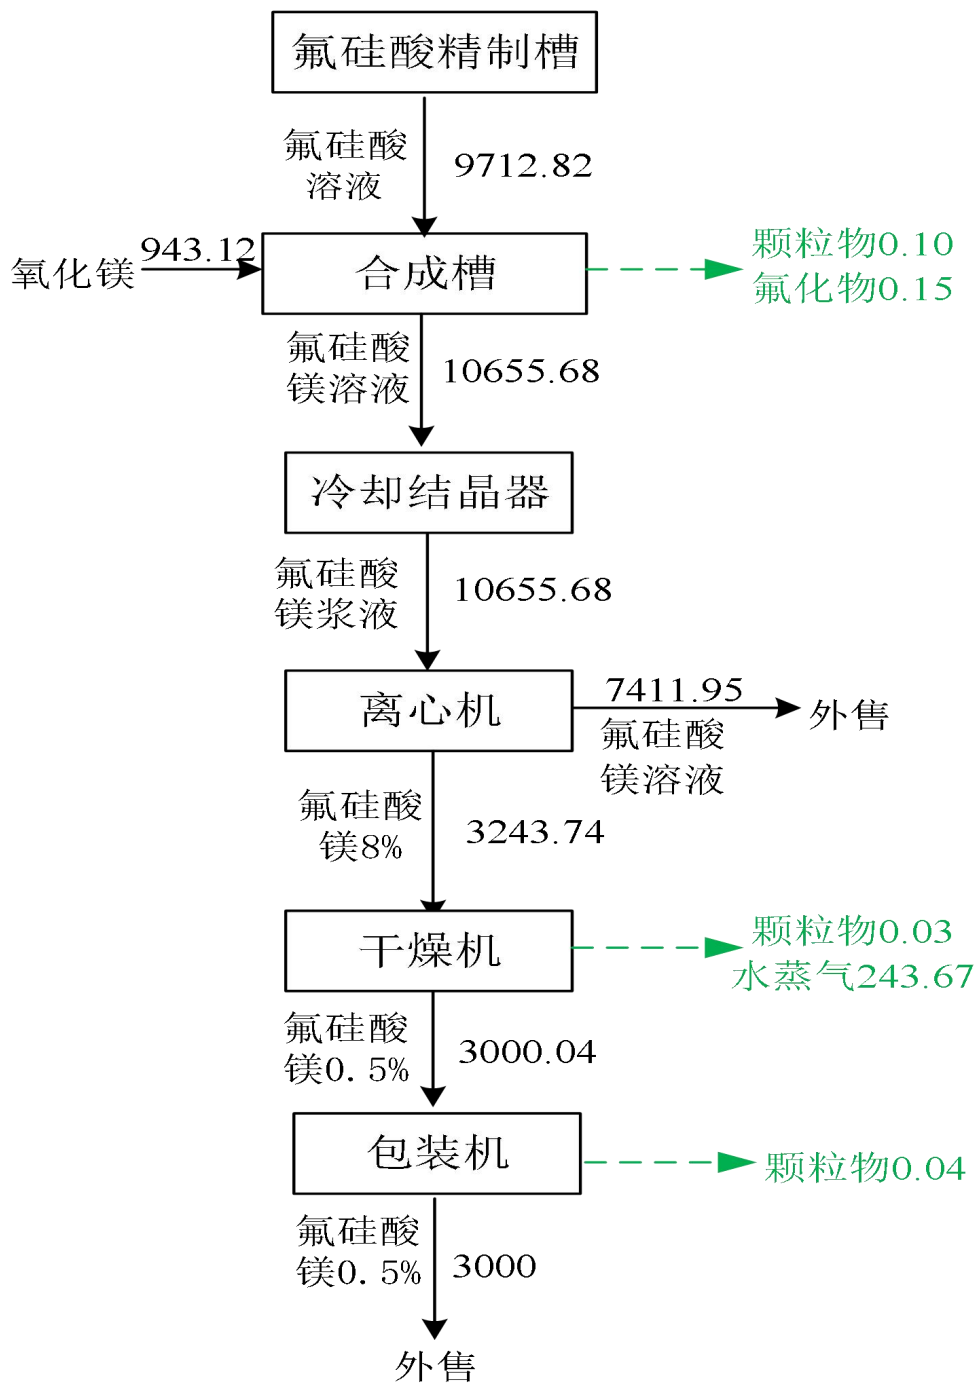 氟硅酸精制槽
氟硅酸
溶液
9712.82
943.12
氧化镁
合成槽
颗粒物0.10
氟化物0.15
氟硅酸
镁溶液
10655.68
冷却结晶器
氟硅酸
镁浆液
10655.68
离心机
7411.95
氟硅酸
镁溶液
外售
氟硅酸
镁8%
3243.74
干燥机
颗粒物0.03
水蒸气243.67
氟硅酸
镁0.5%
3000.04
包装机
颗粒物0.04
氟硅酸
镁0.5%
3000
外售